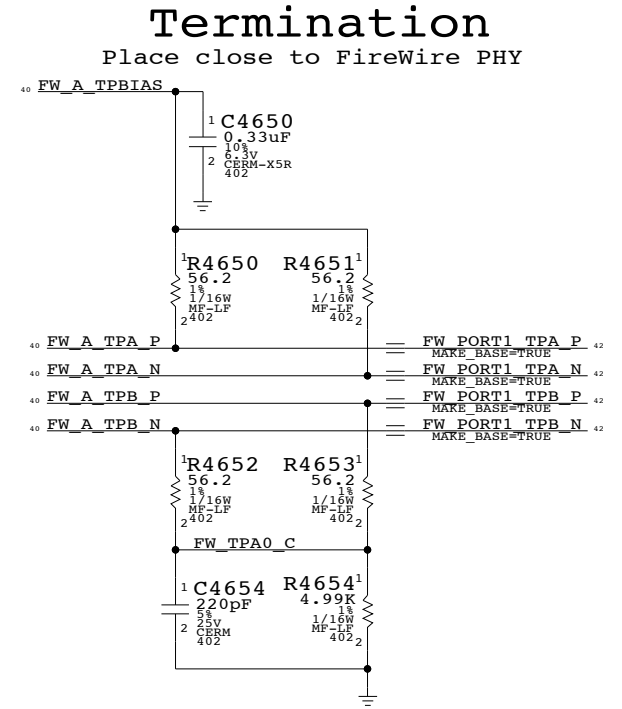 Termination
Place close to FireWire PHY
40 FW_A_TPBIAS
1 C4650
0.33uF
10%
6.3V
2 CERM-X5R
402
1 R4650 R4651 1
56.2 56.2
1% 1%
1/16W 1/16W
MF-LF MF-LF
2 402 402 2
40 FW_A_TPA_P FW_PORT1_TPA_P 42
MAKE_BASE=TRUE
40 FW_A_TPA_N FW_PORT1_TPA_N 42
MAKE_BASE=TRUE
40 FW_A_TPB_P FW_PORT1_TPB_P 42
MAKE_BASE=TRUE
40 FW_A_TPB_N FW_PORT1_TPB_N 42
MAKE_BASE=TRUE
1 R4652 R4653 1
56.2 56.2
1% 1%
1/16W 1/16W
MF-LF MF-LF
2 402 402 2
FW_TPA0_C
1 C4654 R4654 1
220pF 4.99K
5% 1%
25V 1/16W
2 CERM MF-LF
402 402 2